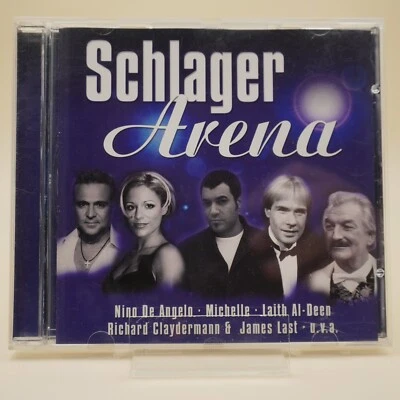 Schlager
Arena
Nino De Angelo · Michelle · Laith Al-Deen
Richard Claydermann & James Last · u.v.a.